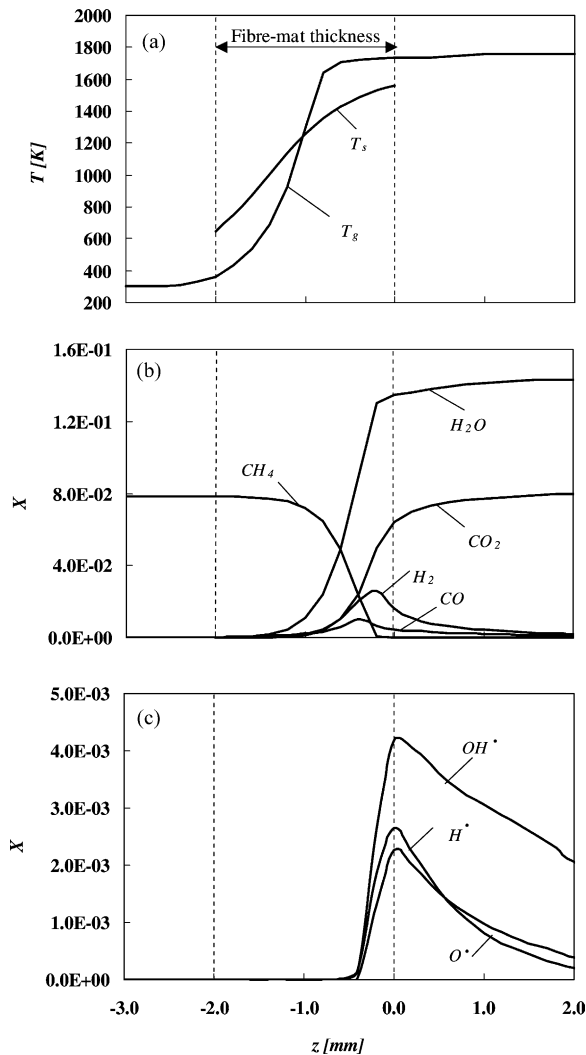 (a)
Fibre-mat thickness
2000
1800
1600
1400
1200
1000
800
600
400
200
T [K]
T_s
T_g
(b)
1.6E-01
1.2E-01
8.0E-02
4.0E-02
0.0E+00
X
CH4
H2O
CO2
H2
CO
(c)
5.0E-03
4.0E-03
3.0E-03
2.0E-03
1.0E-03
0.0E+00
X
OH•
H•
O•
-3.0 -2.0 -1.0 0.0 1.0 2.0
z [mm]